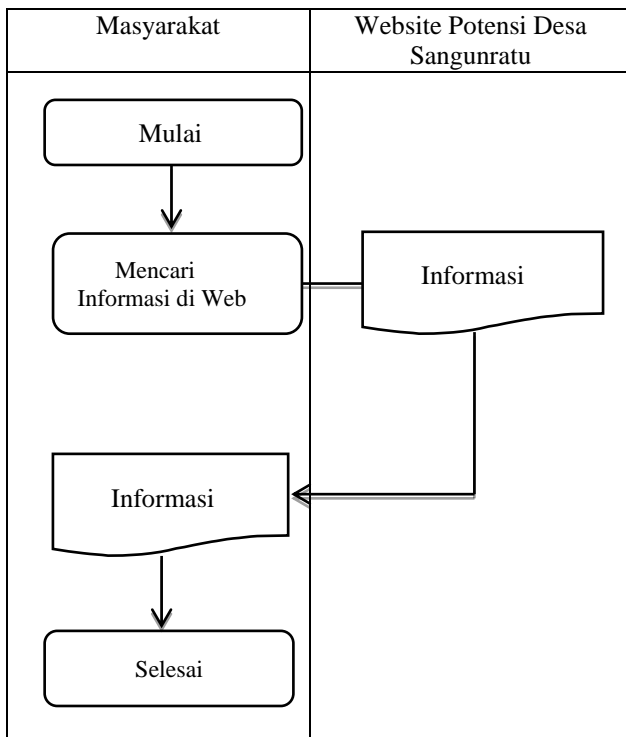 Masyarakat
Website Potensi Desa
Sangunratu
Mulai
Mencari
Informasi di Web
Informasi
Informasi
Selesai